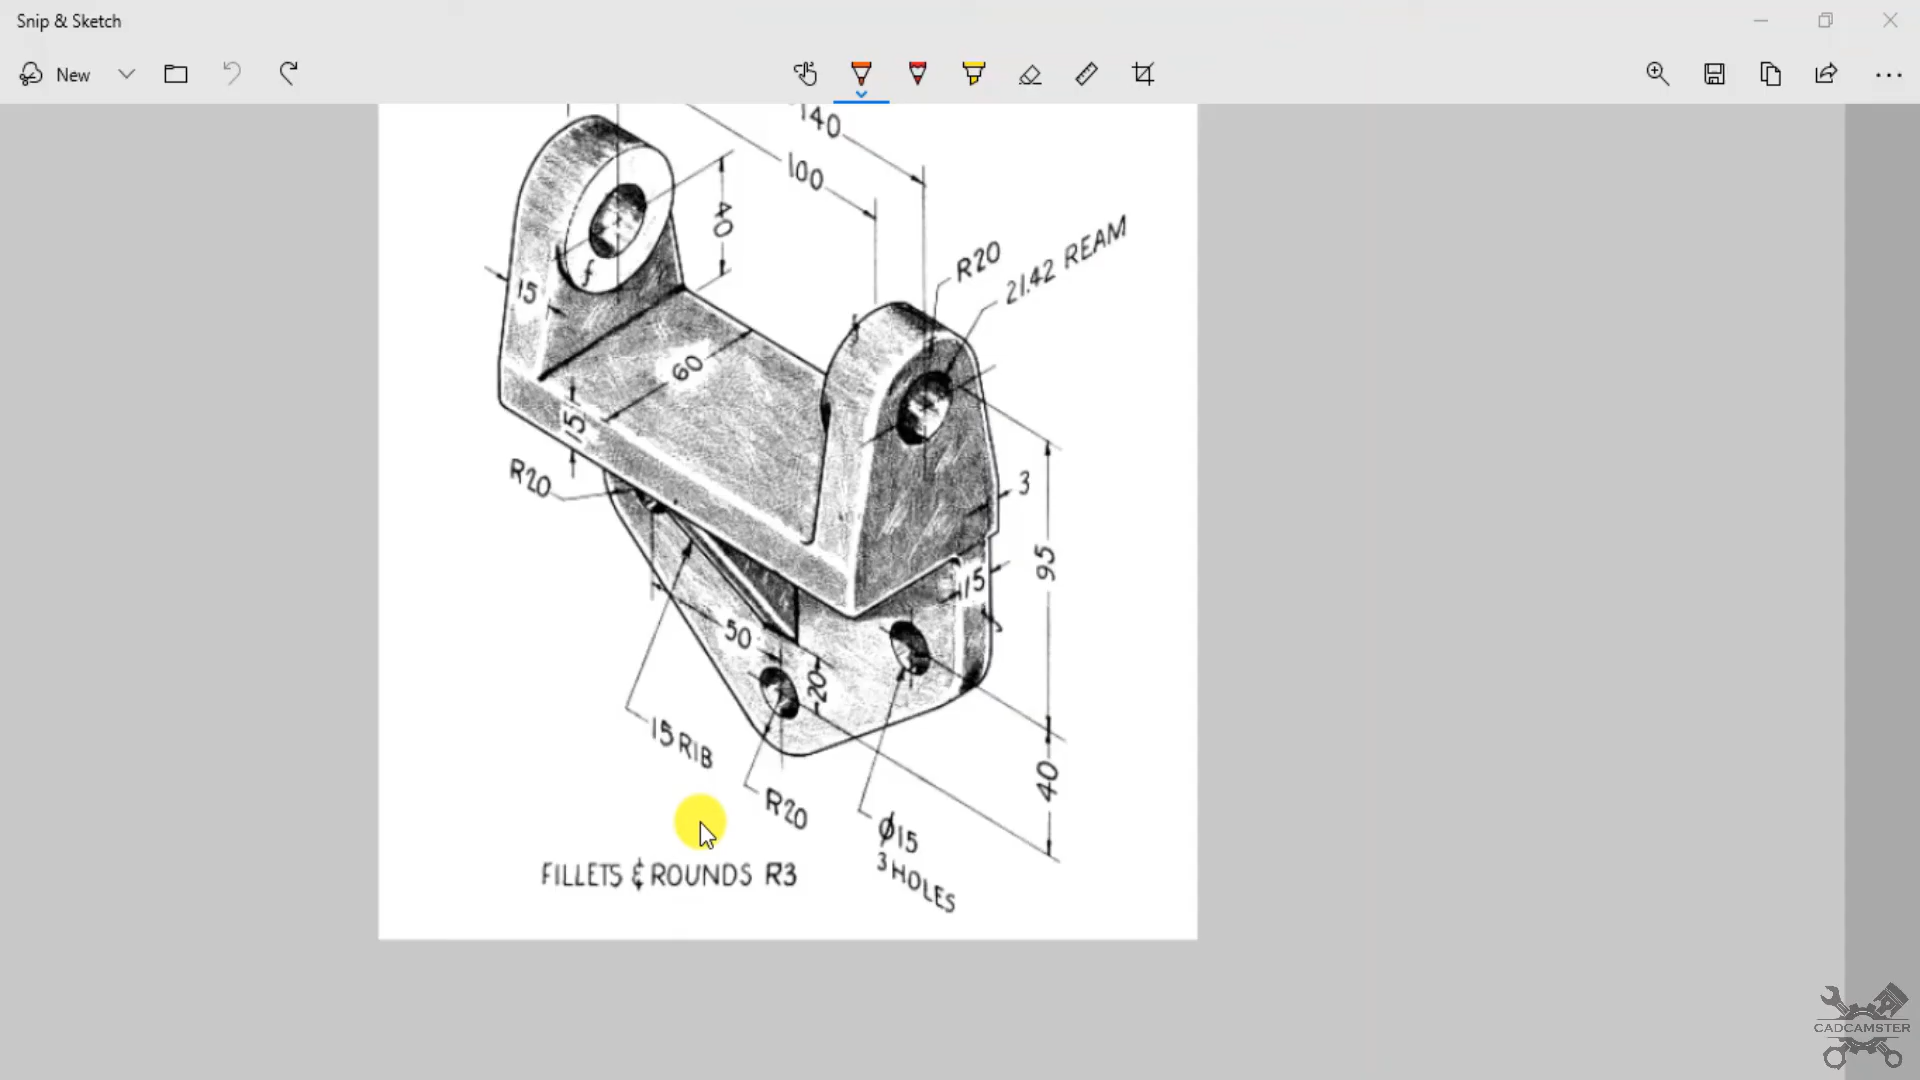 Snip & Sketch
New
140
100
40
R20
21.42 REAM
15
60
15
R20
3
95
15
50
20
15 RIB
40
R20
Ø15
3 HOLES
FILLETS & ROUNDS R3
f
f
CADCAMSTER